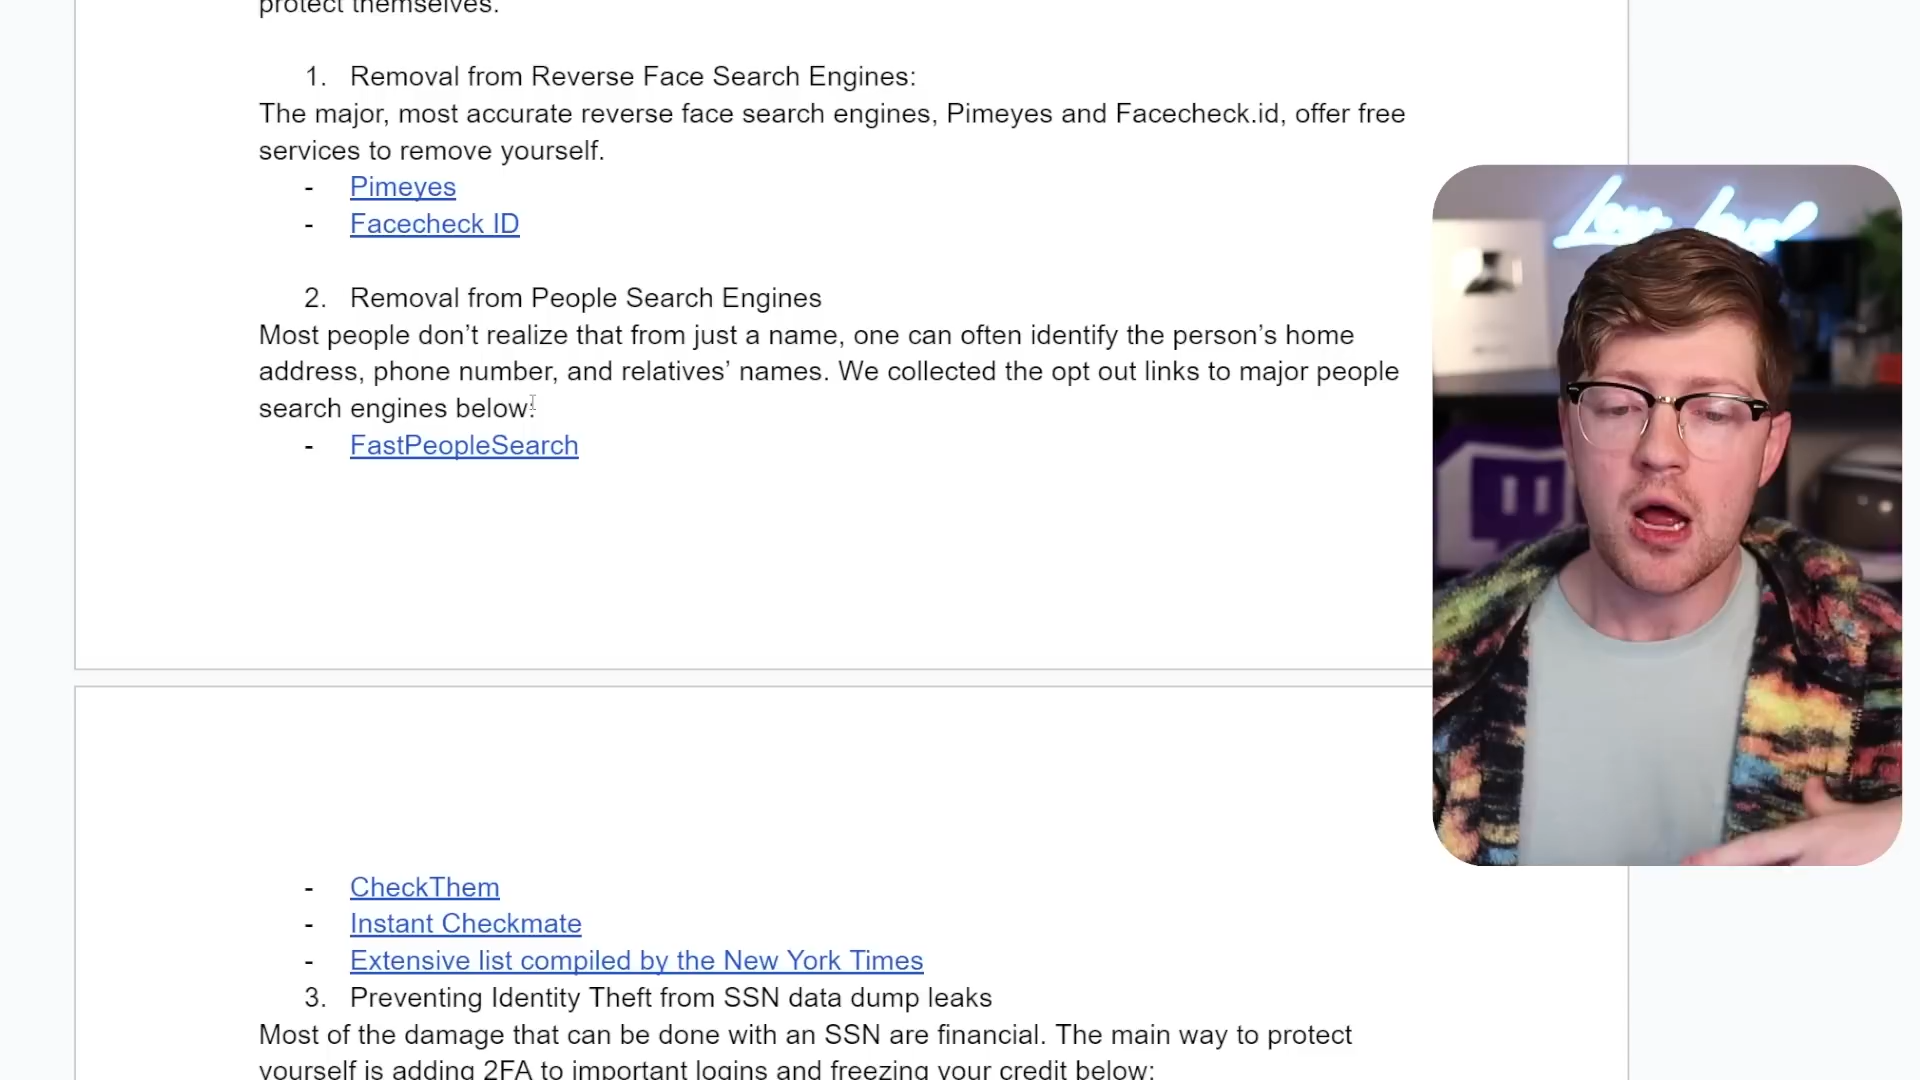 protect themselves.
1. Removal from Reverse Face Search Engines:
The major, most accurate reverse face search engines, Pimeyes and Facecheck.id, offer free
services to remove yourself.
- Pimeyes
- Facecheck ID
2. Removal from People Search Engines
Most people don’t realize that from just a name, one can often identify the person’s home
address, phone number, and relatives’ names. We collected the opt out links to major people
search engines below:
- FastPeopleSearch
- CheckThem
- Instant Checkmate
- Extensive list compiled by the New York Times
3. Preventing Identity Theft from SSN data dump leaks
Most of the damage that can be done with an SSN are financial. The main way to protect
yourself is adding 2FA to important logins and freezing your credit below:
Low Level